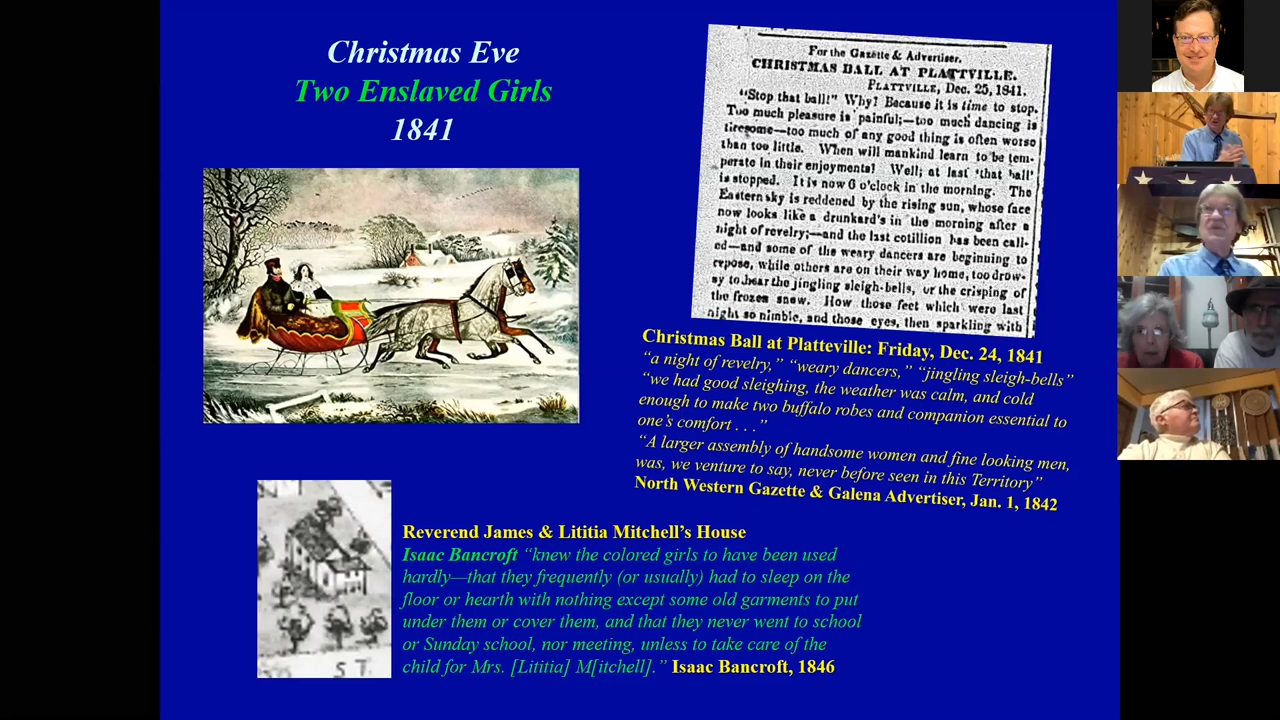 Christmas Eve
Two Enslaved Girls
1841
For the Gazette & Advertiser.
CHRISTMAS BALL AT PLATTVILLE.
PLATTVILLE, Dec. 25, 1841.
"Stop that ball!" Why? Because it is time to stop.
Too much pleasure is painful;—too much dancing is
tiresome—too much of any good thing is often worse
than too little. When will mankind learn to be tem-
perate in their enjoyments! Well; at last 'that ball'
is stopped. It is now 6 o'clock in the morning. The
Eastern sky is reddened by the rising sun, whose face
now looks like a drunkard's in the morning after a
night of revelry;—and the last cotillion has been call-
ed—and some of the weary dancers are beginning to
repose, while others are on their way home, too drow-
sy to hear the jingling sleigh-bells, or the crisping of
the frozen snow. How those feet which were last
night so nimble, and those eyes, then sparkling with
Christmas Ball at Platteville: Friday, Dec. 24, 1841
“a night of revelry,” “weary dancers,” “jingling sleigh-bells”
“we had good sleighing, the weather was calm, and cold
enough to make two buffalo robes and companion essential to
one’s comfort . . .”
“A larger assembly of handsome women and fine looking men,
was, we venture to say, never before seen in this Territory”
North Western Gazette & Galena Advertiser, Jan. 1, 1842
Reverend James & Lititia Mitchell’s House
Isaac Bancroft “knew the colored girls to have been used
hardly—that they frequently (or usually) had to sleep on the
floor or hearth with nothing except some old garments to put
under them or cover them, and that they never went to school
or Sunday school, nor meeting, unless to take care of the
child for Mrs. [Lititia] M[itchell].” Isaac Bancroft, 1846
ST